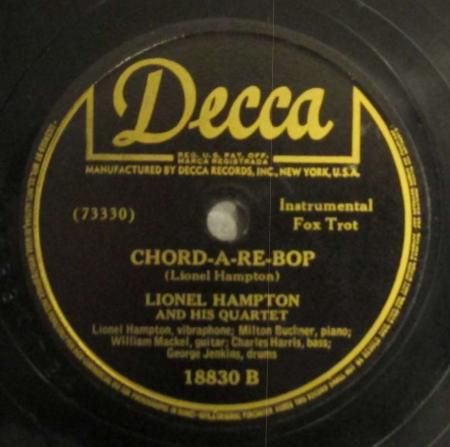 Decca
REG. U.S. PAT. OFF.
MARCA REGISTRADA
MANUFACTURED BY DECCA RECORDS, INC., NEW YORK, U.S.A.
(73330)
Instrumental
Fox Trot
CHORD-A-RE-BOP
(Lionel Hampton)
LIONEL HAMPTON
AND HIS QUARTET
Lionel Hampton, vibraphone; Milton Buckner, piano;
William Mackel, guitar; Charles Harris, bass;
George Jenkins, drums
18830 B